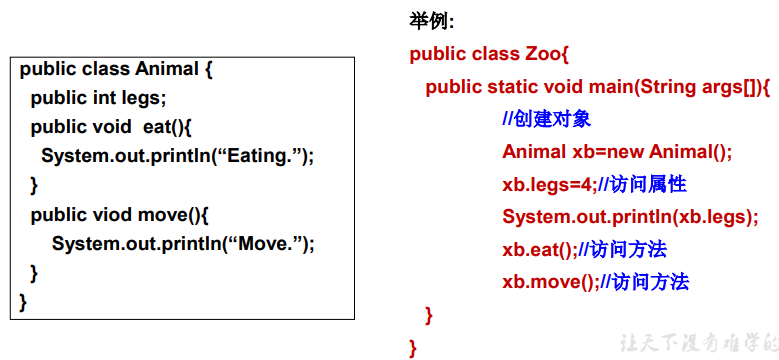 public class Animal {
public int legs;
public void  eat(){
System.out.println(“Eating.”);
}
public viod move(){
System.out.println(“Move.”);
}
}
举例:
public class Zoo{
public static void main(String args[]){
//创建对象
Animal xb=new Animal();
xb.legs=4;//访问属性
System.out.println(xb.legs);
xb.eat();//访问方法
xb.move();//访问方法
}
}
让天下没有难学的